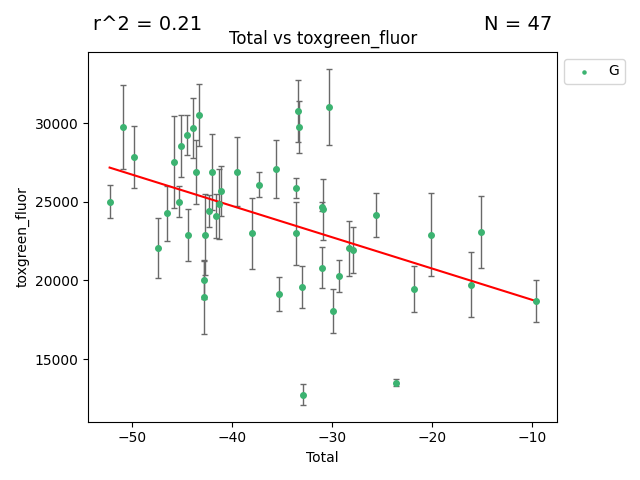 r^2 = 0.21
N = 47
Total vs toxgreen_fluor
G
30000
25000
20000
15000
toxgreen_fluor
−50 −40 −30 −20 −10
Total